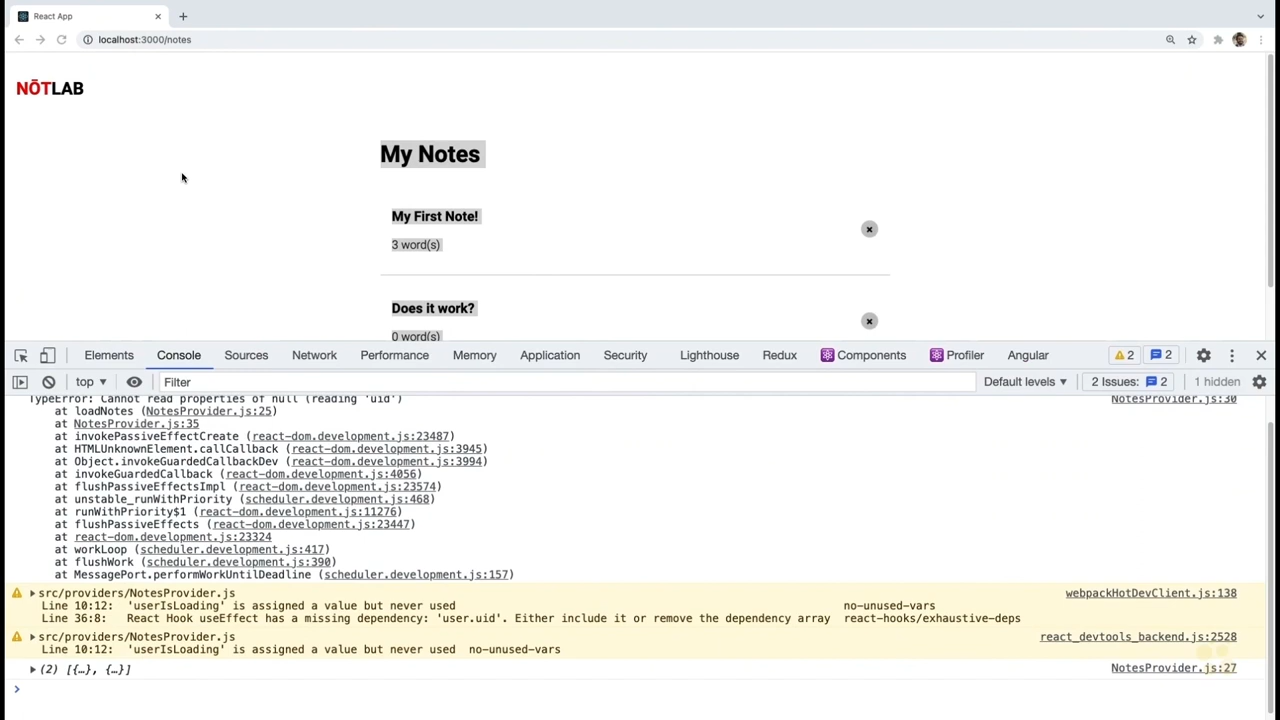 React App
localhost:3000/notes
NŌTLAB
My Notes
My First Note!
3 word(s)
Does it work?
0 word(s)
Elements Console Sources Network Performance Memory Application Security Lighthouse Redux Components Profiler Angular 2 2
top ▼ Filter Default levels ▼ 2 Issues: 2 1 hidden
TypeError: Cannot read properties of null (reading 'uid') NotesProvider.js:30
at loadNotes (NotesProvider.js:25)
at NotesProvider.js:35
at invokePassiveEffectCreate (react-dom.development.js:23487)
at HTMLUnknownElement.callCallback (react-dom.development.js:3945)
at Object.invokeGuardedCallbackDev (react-dom.development.js:3994)
at invokeGuardedCallback (react-dom.development.js:4056)
at flushPassiveEffectsImpl (react-dom.development.js:23574)
at unstable_runWithPriority (scheduler.development.js:468)
at runWithPriority$1 (react-dom.development.js:11276)
at flushPassiveEffects (react-dom.development.js:23447)
at react-dom.development.js:23324
at workLoop (scheduler.development.js:417)
at flushWork (scheduler.development.js:390)
at MessagePort.performWorkUntilDeadline (scheduler.development.js:157)
src/providers/NotesProvider.js webpackHotDevClient.js:138
Line 10:12: 'userIsLoading' is assigned a value but never used no-unused-vars
Line 36:8: React Hook useEffect has a missing dependency: 'user.uid'. Either include it or remove the dependency array react-hooks/exhaustive-deps
src/providers/NotesProvider.js react_devtools_backend.js:2528
Line 10:12: 'userIsLoading' is assigned a value but never used no-unused-vars
(2) [{…}, {…}] NotesProvider.js:27